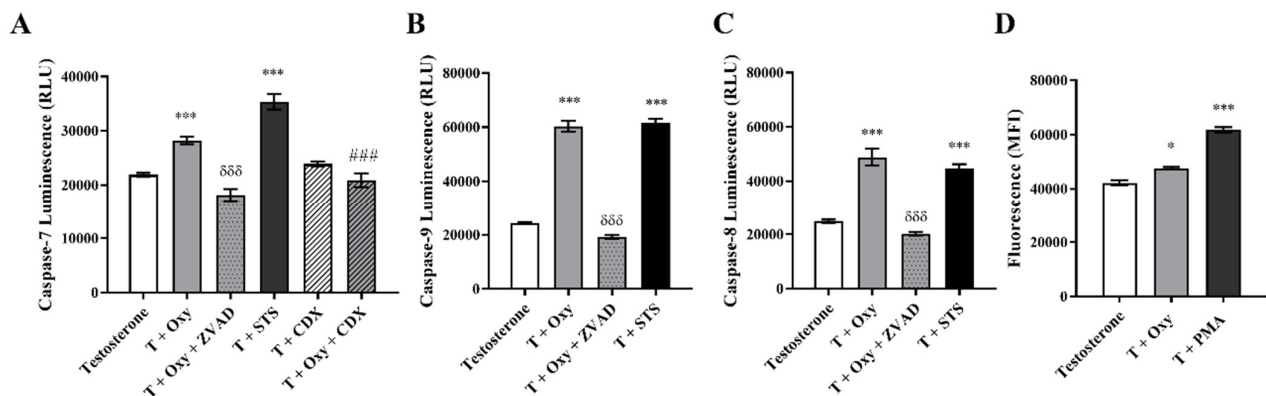 A
Caspase-7 Luminescence (RLU)
40000
30000
20000
10000
0
***
δδδ
***
###
Testosterone
T + Oxy
T + Oxy + ZVAD
T + STS
T + CDX
T + Oxy + CDX
B
Caspase-9 Luminescence (RLU)
80000
60000
40000
20000
0
***
δδδ
***
Testosterone
T + Oxy
T + Oxy + ZVAD
T + STS
C
Caspase-8 Luminescence (RLU)
80000
60000
40000
20000
0
***
δδδ
***
Testosterone
T + Oxy
T + Oxy + ZVAD
T + STS
D
Fluorescence (MFI)
80000
60000
40000
20000
0
*
***
Testosterone
T + Oxy
T + PMA